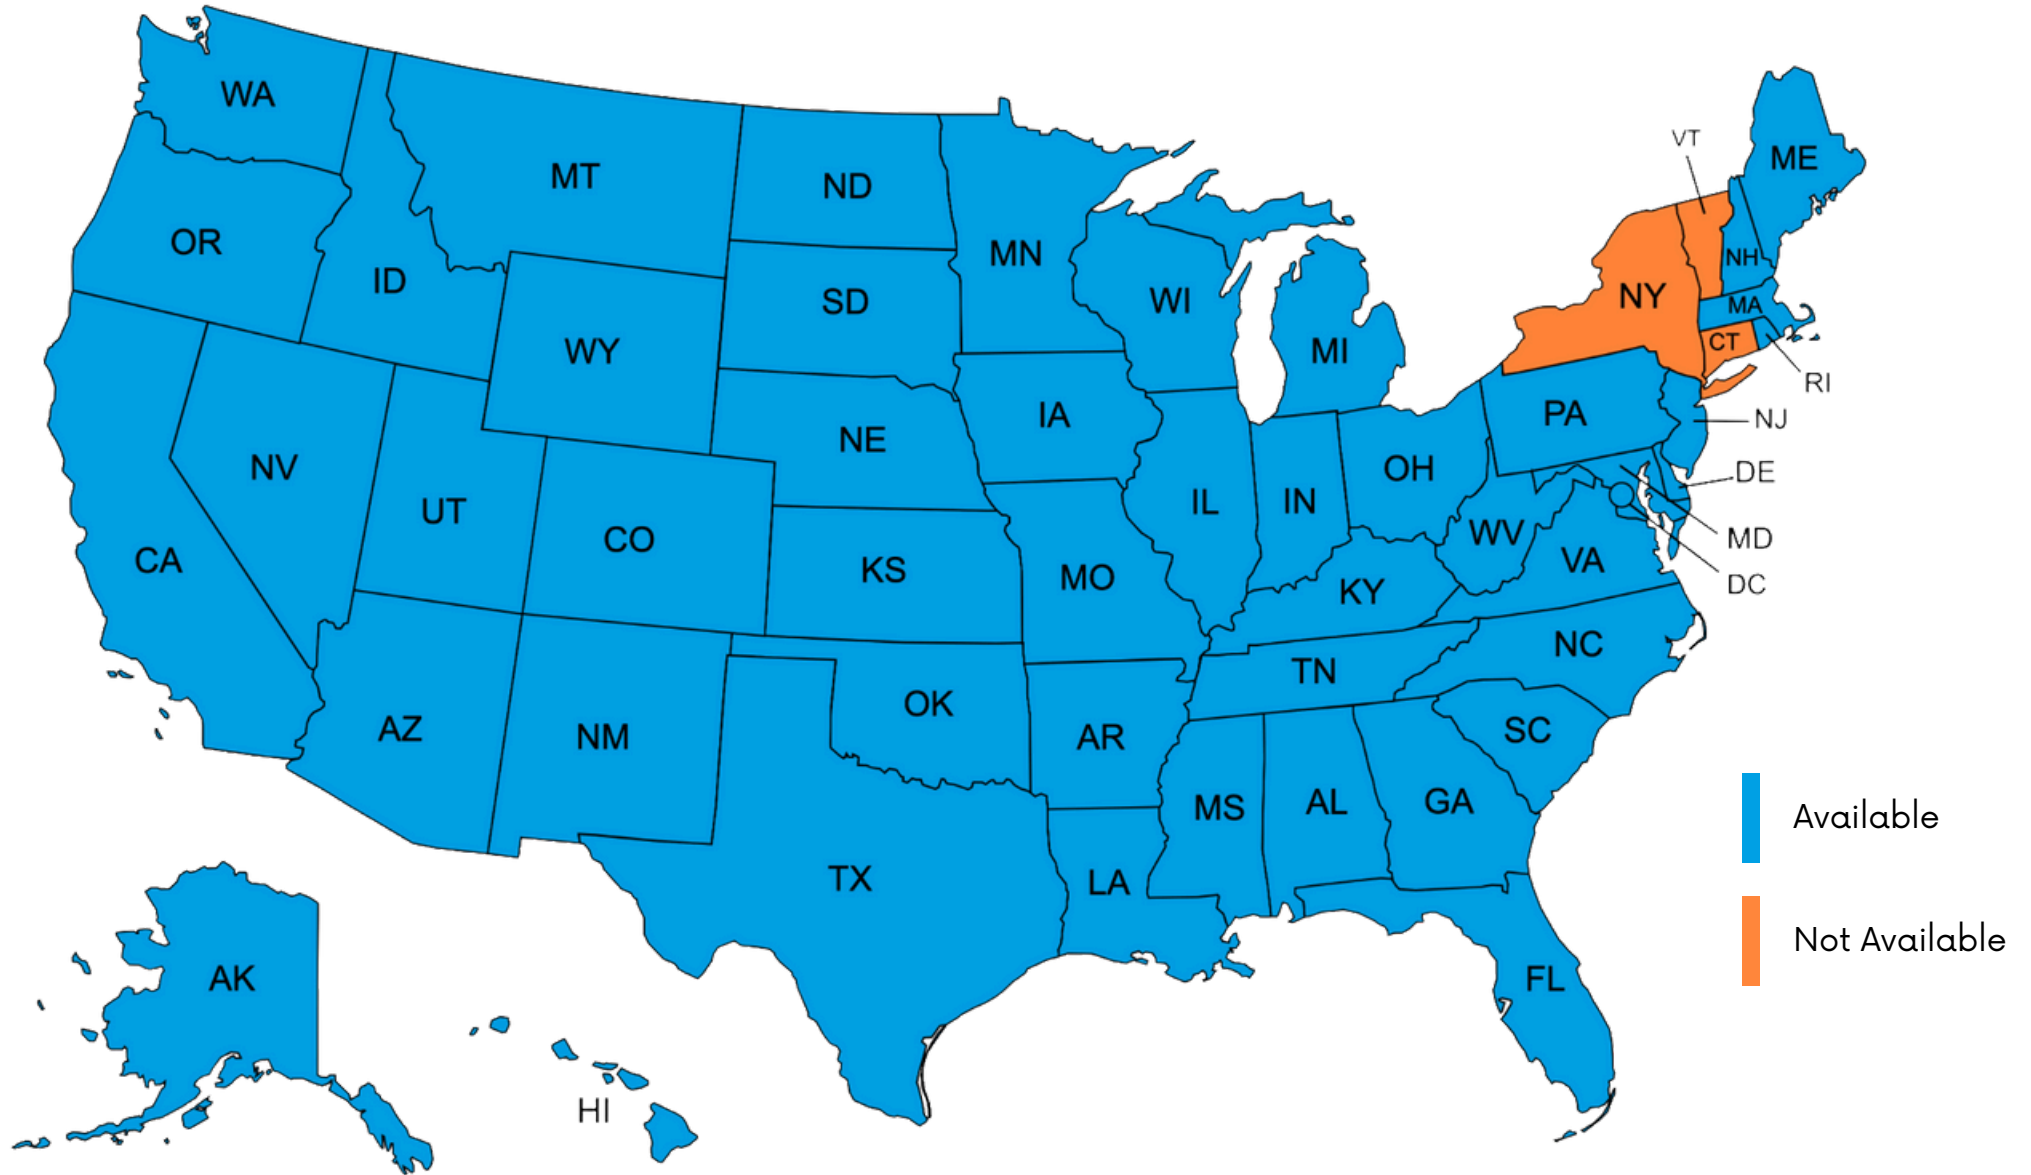 WA
MT
ND
MN
VT
ME
OR
ID
SD
WI
NH
NY
MA
WY
MI
CT
RI
IA
PA
NJ
NE
NV
OH
DE
UT
IL
IN
CO
WV
MD
CA
KS
MO
VA
KY
DC
NC
TN
OK
AZ
NM
AR
SC
MS
AL
GA
Available
TX
LA
Not Available
AK
FL
HI